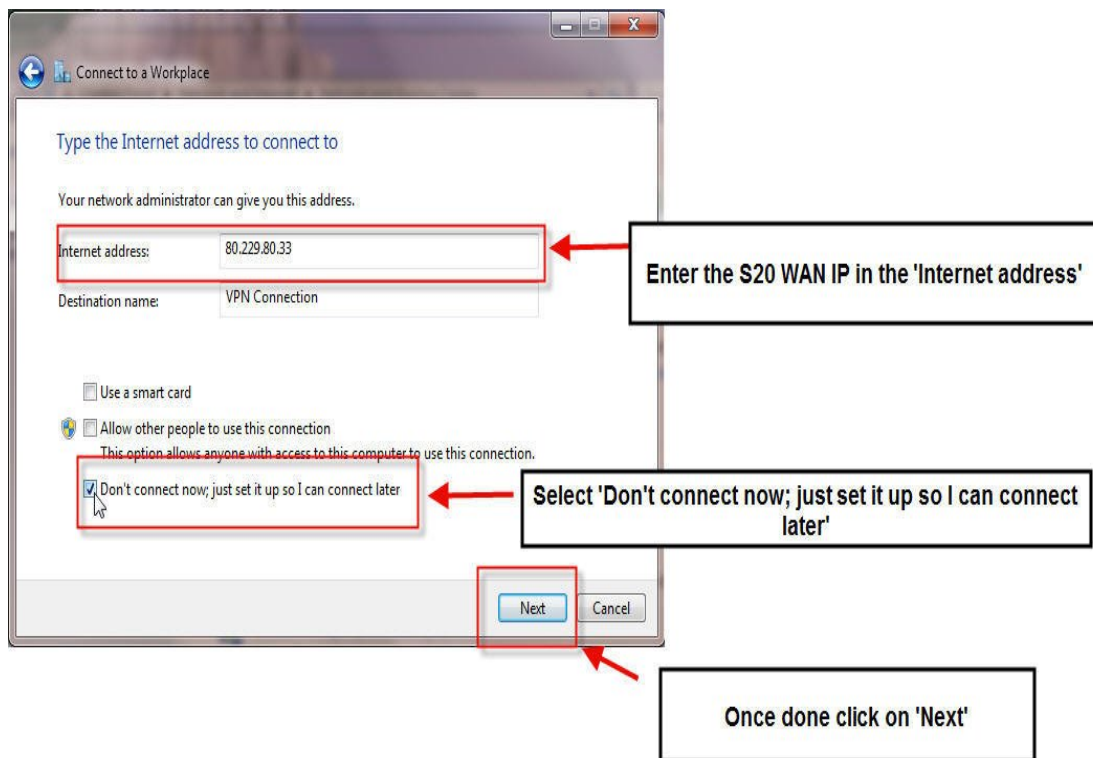 Connect to a Workplace
Type the Internet address to connect to
Your network administrator can give you this address.
Internet address:
80.229.80.33
Enter the S20 WAN IP in the 'Internet address'
Destination name:
VPN Connection
Use a smart card
Allow other people to use this connection
This option allows anyone with access to this computer to use this connection.
Don't connect now; just set it up so I can connect later
Select 'Don't connect now; just set it up so I can connect
later'
Next
Cancel
Once done click on 'Next'